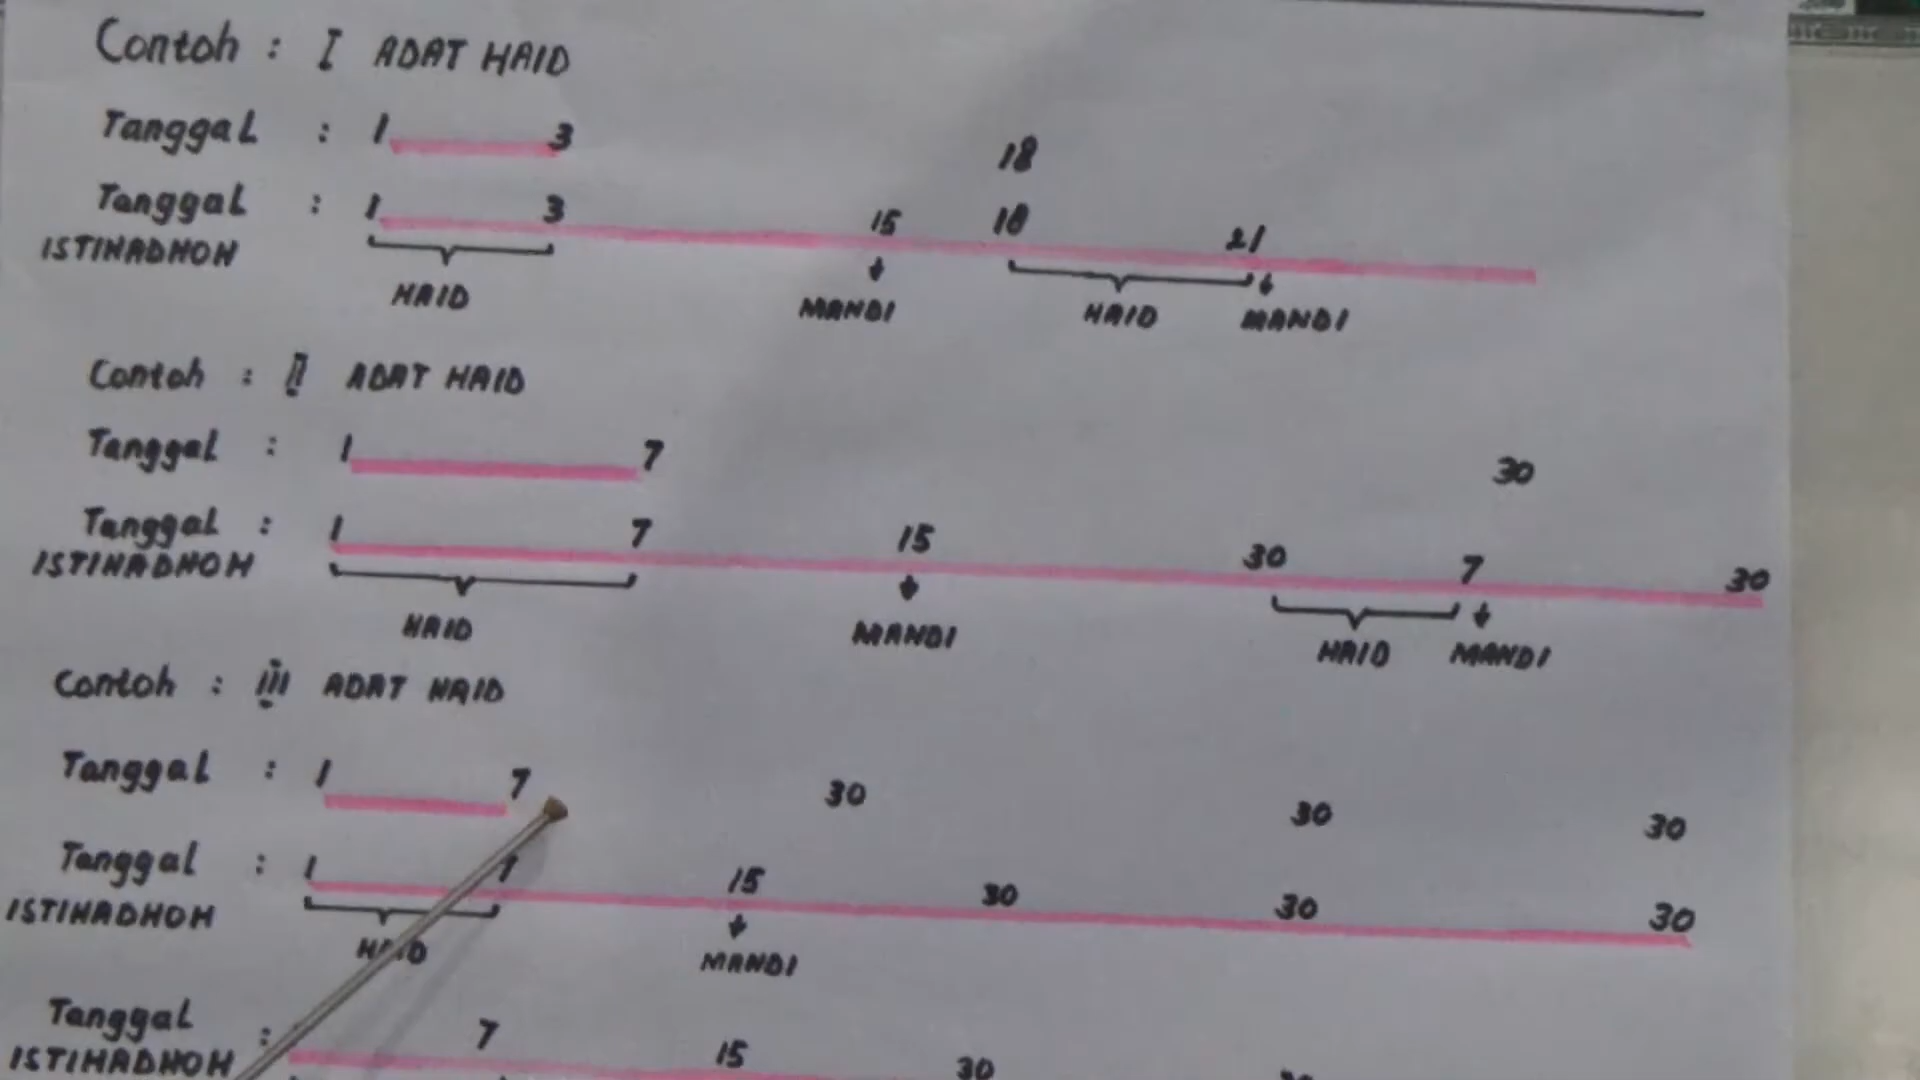 Contoh : I ADAT HAID
Tanggal : 1 3 18
Tanggal : 1 3 15 18 21
ISTIHADHOH
HAID MANDI HAID MANDI
Contoh : II ADAT HAID
Tanggal : 1 7 30
Tanggal : 1 7 15 30 7 30
ISTIHADHOH
HAID MANDI HAID MANDI
Contoh : III ADAT HAID
Tanggal : 1 7 30 30 30
Tanggal : 1 7 15 30 30 30
ISTIHADHOH
HAID MANDI
Tanggal : 7 15 30
ISTIHADHOH